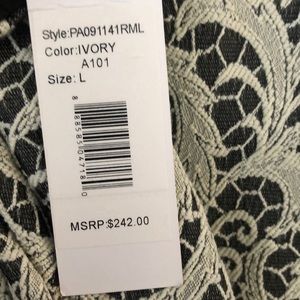 Style:PA091141RML
Color:IVORY
A101
Size: L
MSRP:$242.00